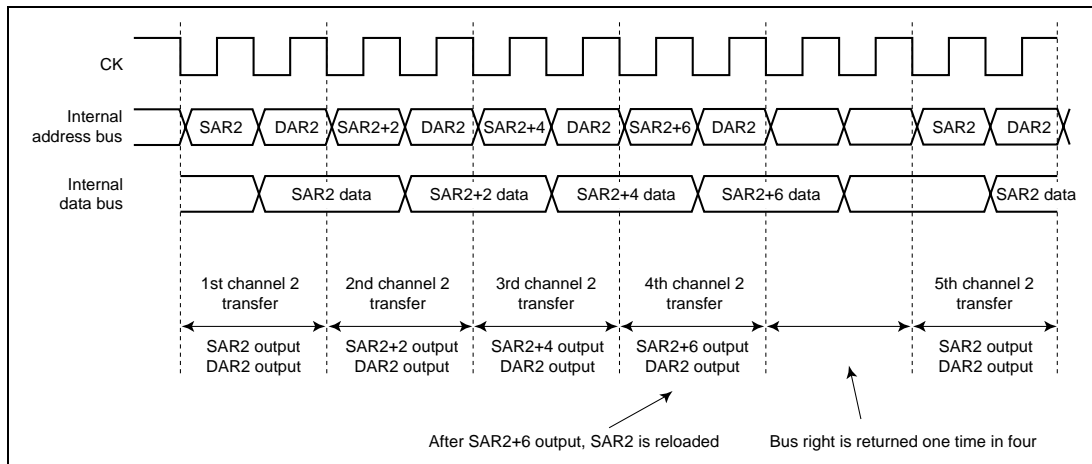 CK
Internal
address bus
SAR2 DAR2 SAR2+2 DAR2 SAR2+4 DAR2 SAR2+6 DAR2 SAR2 DAR2
Internal
data bus
SAR2 data SAR2+2 data SAR2+4 data SAR2+6 data SAR2 data
1st channel 2
transfer
2nd channel 2
transfer
3rd channel 2
transfer
4th channel 2
transfer
5th channel 2
transfer
SAR2 output
DAR2 output
SAR2+2 output
DAR2 output
SAR2+4 output
DAR2 output
SAR2+6 output
DAR2 output
SAR2 output
DAR2 output
After SAR2+6 output, SAR2 is reloaded
Bus right is returned one time in four